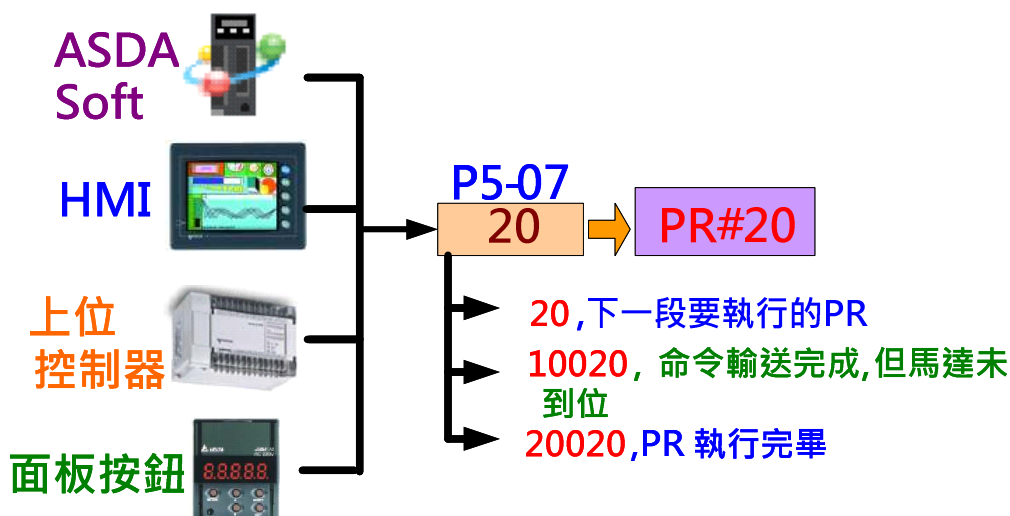 ASDA
Soft
HMI
上位
控制器
面板按鈕
P5-07
20
PR#20
20,下一段要執行的PR
10020, 命令輸送完成,但馬達未
到位
20020,PR 執行完畢